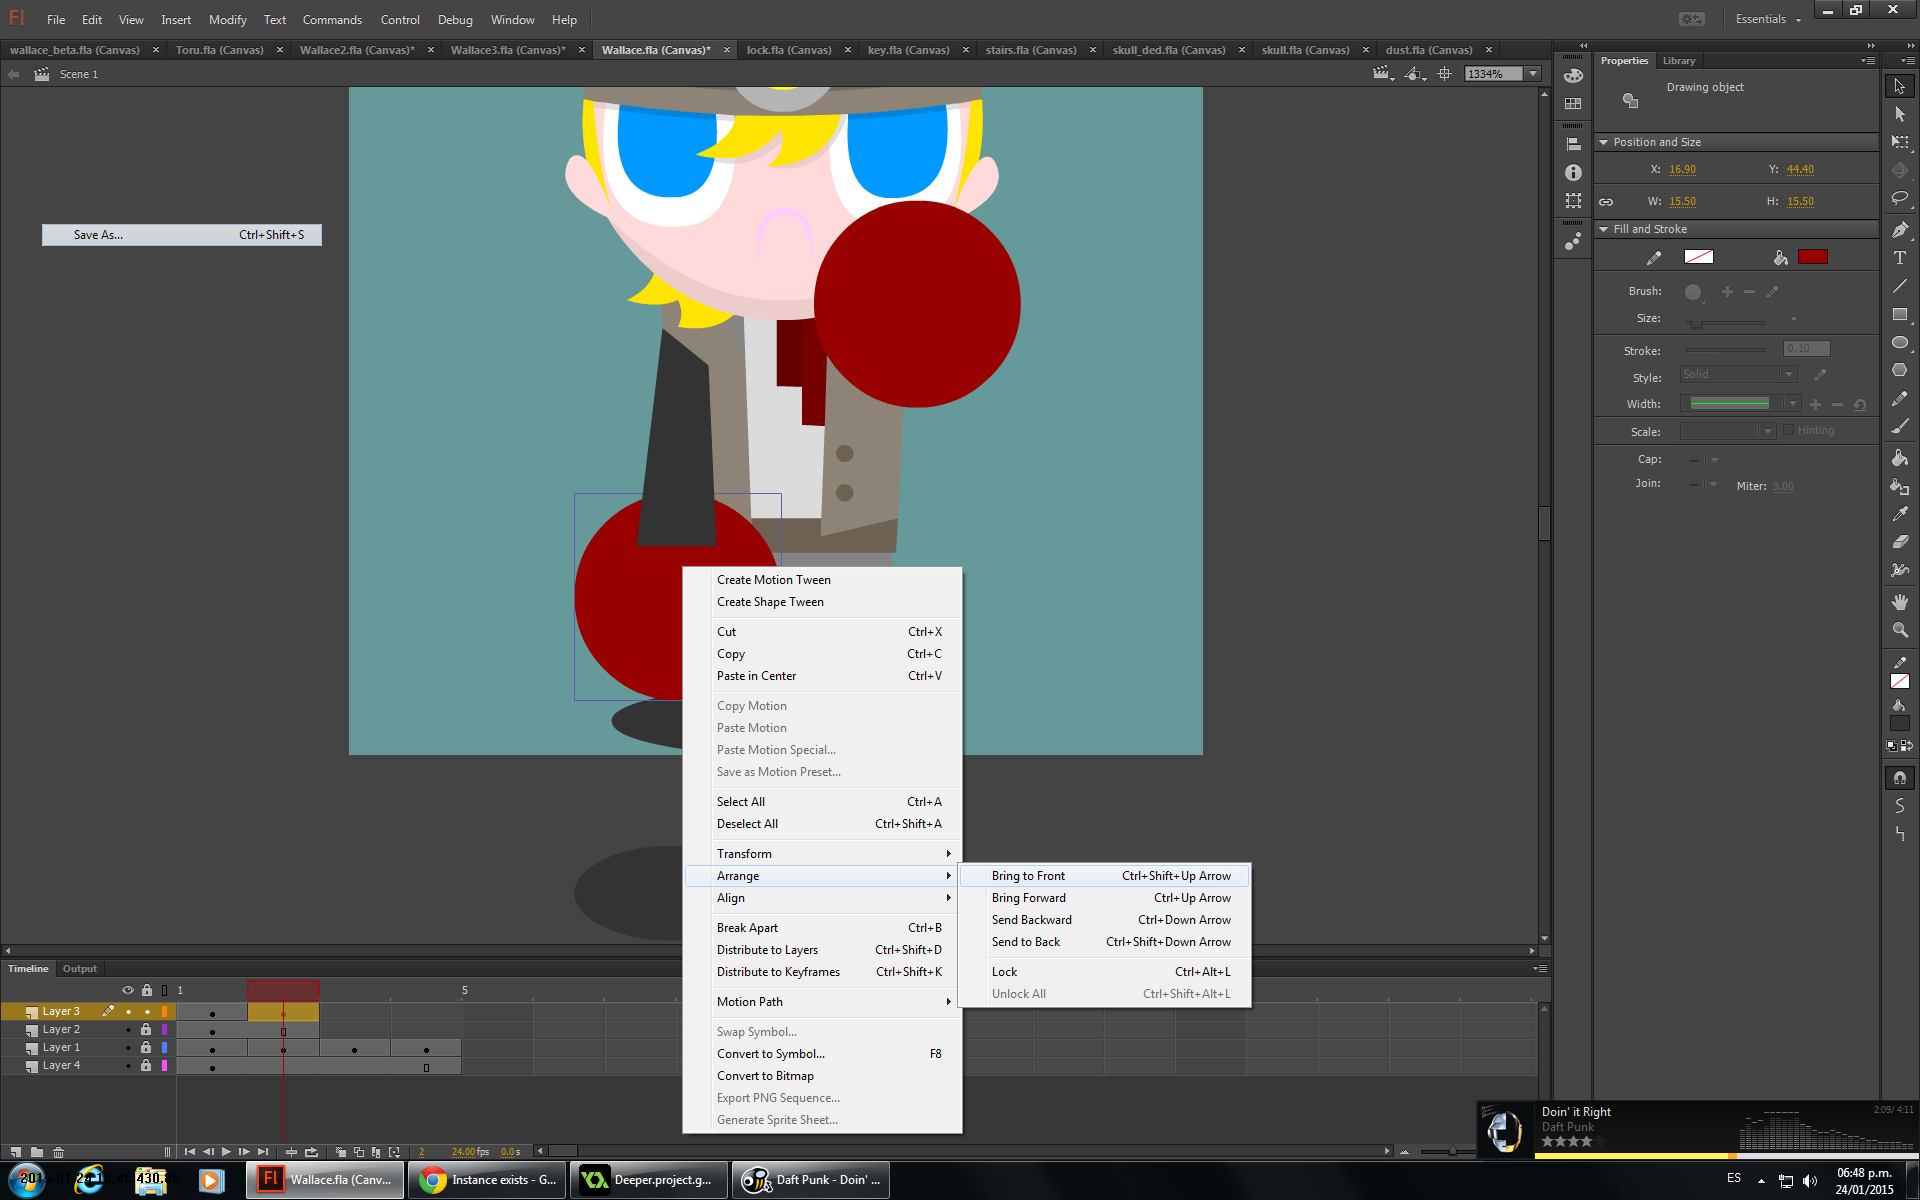 Fl File Edit View Insert Modify Text Commands Control Debug Window Help Essentials
wallace_beta.fla (Canvas) × Toru.fla (Canvas) × Wallace2.fla (Canvas)* × Wallace3.fla (Canvas)* × Wallace.fla (Canvas)* × lock.fla (Canvas) × key.fla (Canvas) × stairs.fla (Canvas) × skull_ded.fla (Canvas) × skull.fla (Canvas) × dust.fla (Canvas) ×
Scene 1 1334%
Properties Library
Drawing object
Position and Size
X: 16.90 Y: 44.40
W: 15.50 H: 15.50
Fill and Stroke
Brush:
Size:
Stroke: 0.10
Style: Solid
Width:
Scale: Hinting
Cap:
Join: Miter: 3.00
Save As... Ctrl+Shift+S
Create Motion Tween
Create Shape Tween
Cut Ctrl+X
Copy Ctrl+C
Paste in Center Ctrl+V
Copy Motion
Paste Motion
Paste Motion Special...
Save as Motion Preset...
Select All Ctrl+A
Deselect All Ctrl+Shift+A
Transform
Arrange
Align
Break Apart Ctrl+B
Distribute to Layers Ctrl+Shift+D
Distribute to Keyframes Ctrl+Shift+K
Motion Path
Swap Symbol...
Convert to Symbol... F8
Convert to Bitmap
Export PNG Sequence...
Generate Sprite Sheet...
Bring to Front Ctrl+Shift+Up Arrow
Bring Forward Ctrl+Up Arrow
Send Backward Ctrl+Down Arrow
Send to Back Ctrl+Shift+Down Arrow
Lock Ctrl+Alt+L
Unlock All Ctrl+Shift+Alt+L
Timeline Output
1 5
Layer 3
Layer 2
Layer 1
Layer 4
2 24.00 fps 0.0 s
Doin' it Right 2:09/ 4:11
Daft Punk
Fl Wallace.fla (Canv... Instance exists - G... Deeper.project.g... Daft Punk - Doin' ...
ES 06:48 p.m.
24/01/2015